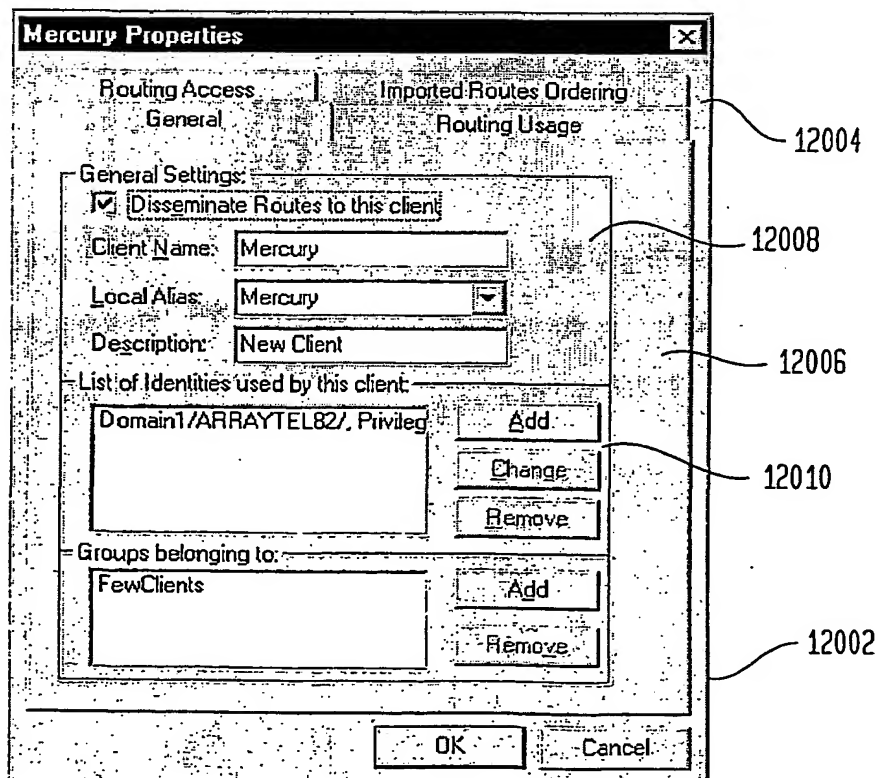 Mercury Properties
Routing Access
Imported Routes Ordering
General
Routing Usage
12004
General Settings:
Disseminate Routes to this client
12008
Client Name:
Mercury
Local Alias:
Mercury
Description:
New Client
12006
List of Identities used by this client:
Domain1/ARRAYTEL82/, Privileg
Add
Change
12010
Remove
Groups belonging to:
FewClients
Add
Remove
12002
OK
Cancel